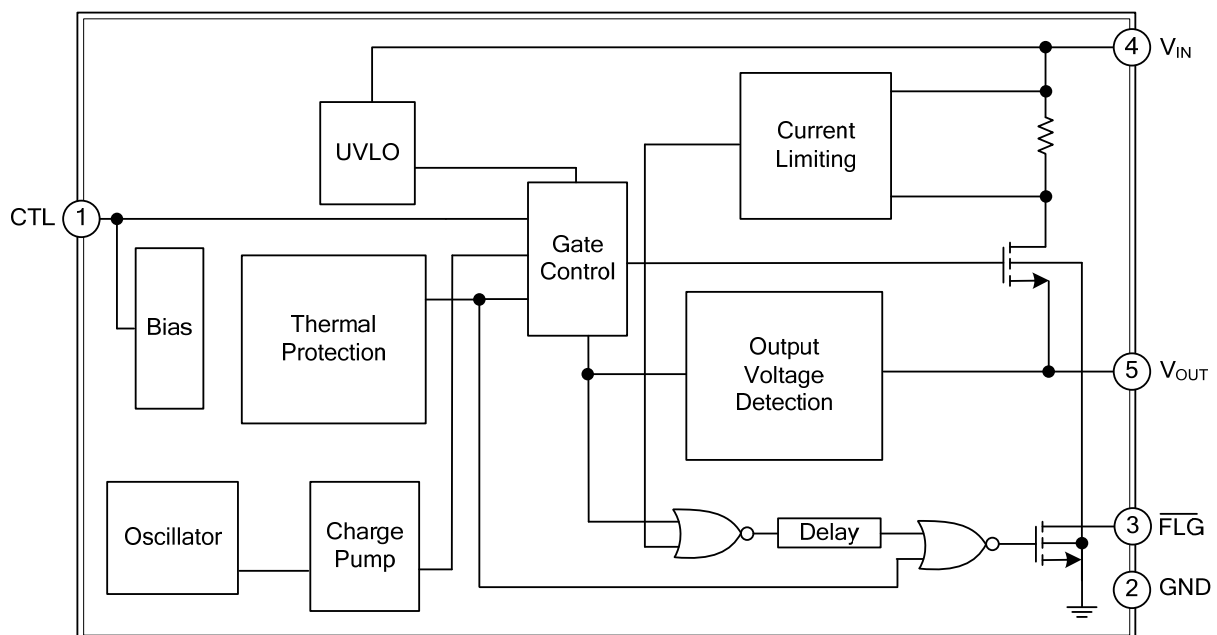 4 V_IN
UVLO
Current
Limiting
CTL 1
Gate
Control
Bias
Thermal
Protection
Output
Voltage
Detection
5 V_OUT
Oscillator
Charge
Pump
Delay
3 F̅L̅G̅
2 GND